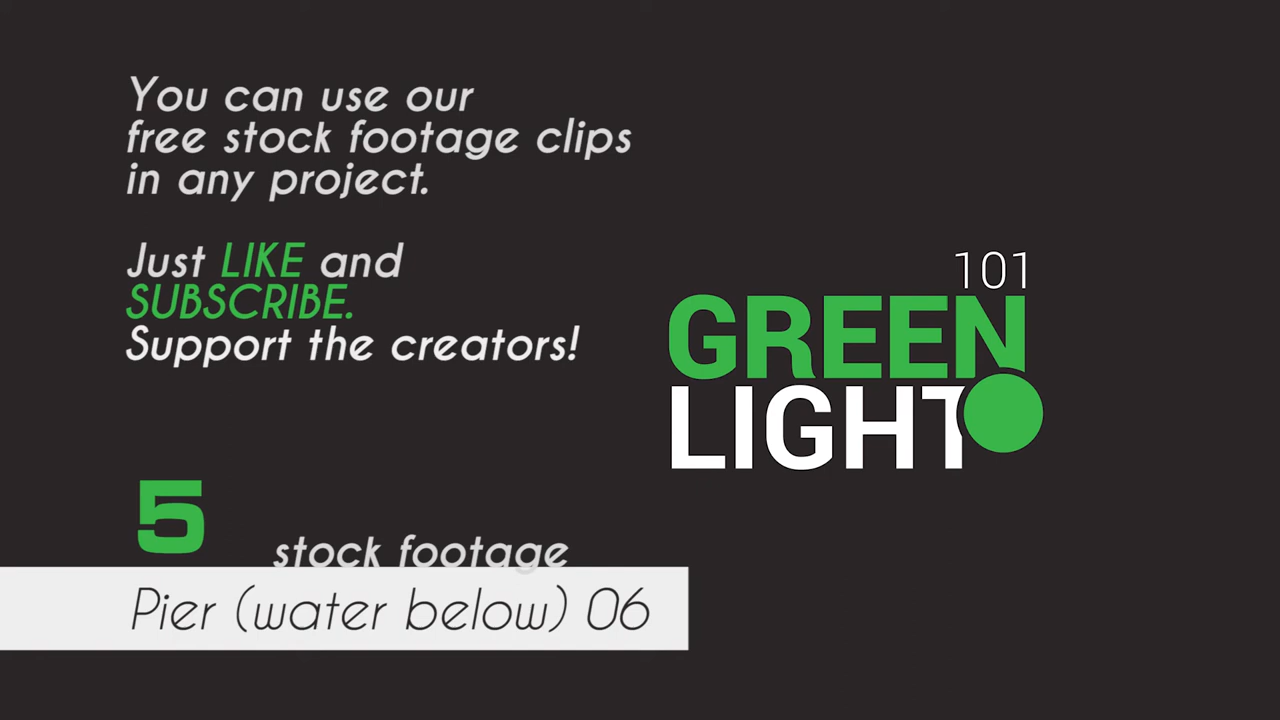 You can use our
free stock footage clips
in any project.
Just LIKE and
SUBSCRIBE.
Support the creators!
101
GREEN
LIGHT
5
stock footage
Pier (water below) 06